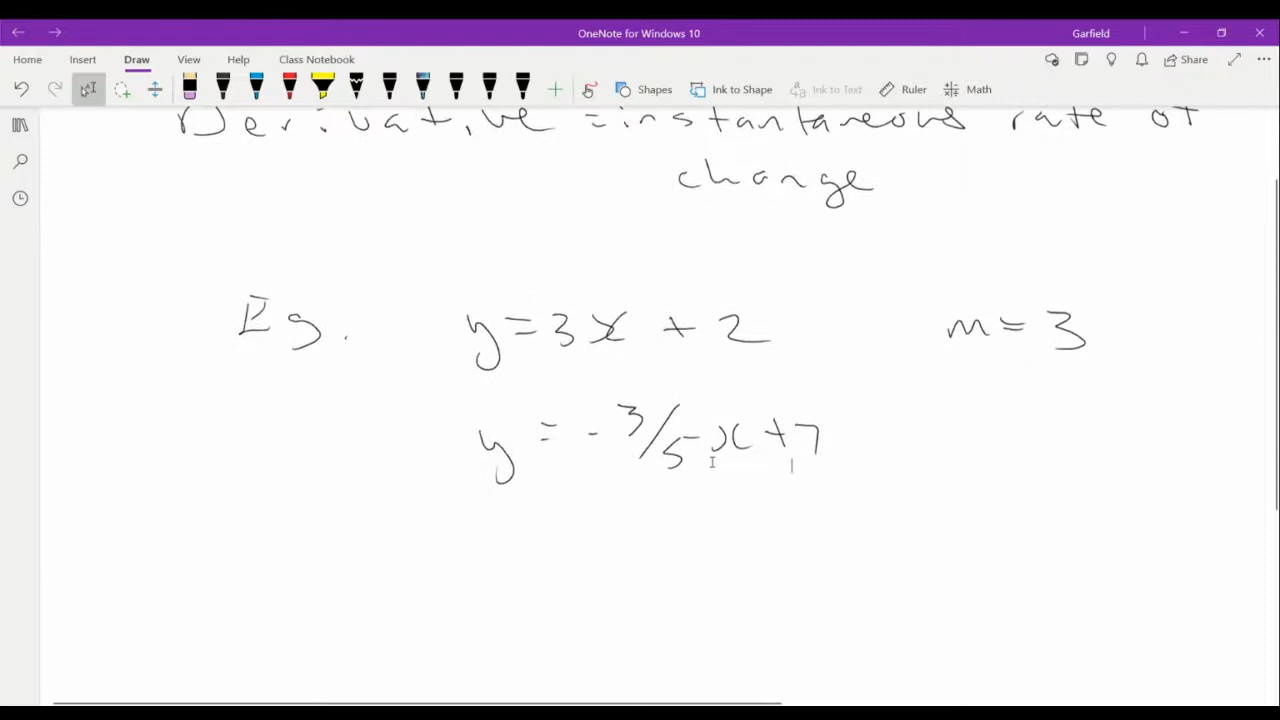 OneNote for Windows 10
Garfield
Home Insert Draw View Help Class Notebook
Share
Shapes Ink to Shape Ink to Text Ruler Math
Derivative = instantaneous rate of
change
Eg. y = 3x + 2 m = 3
y = - 3/5 x + 7